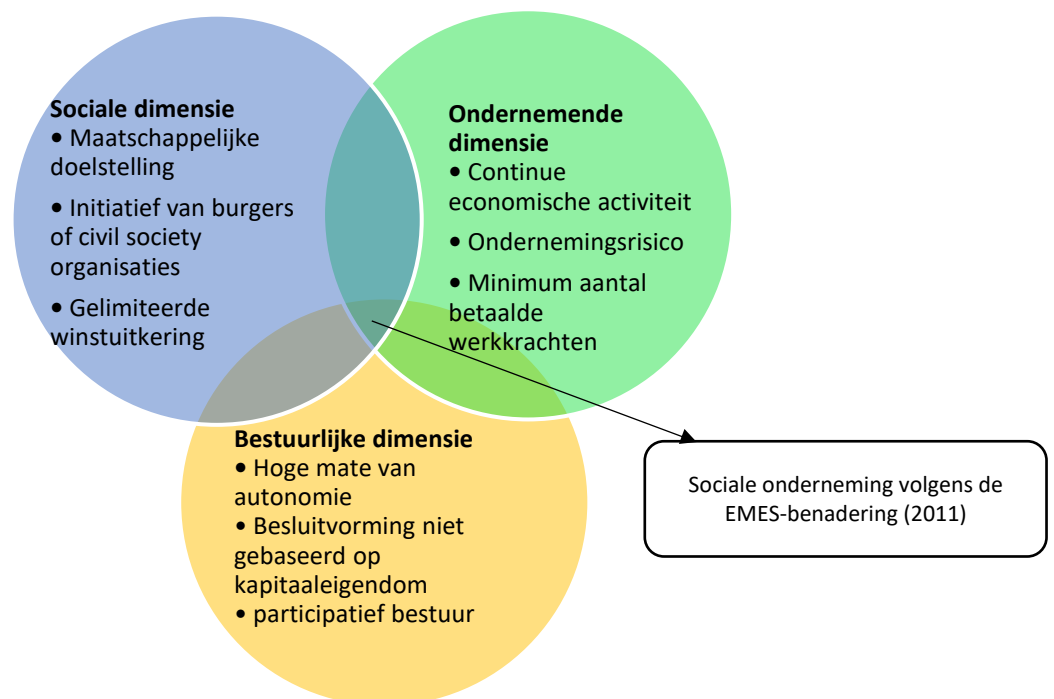 Sociale dimensie
• Maatschappelijke
doelstelling
• Initiatief van burgers
of civil society
organisaties
• Gelimiteerde
winstuitkering
Ondernemende
dimensie
• Continue
economische activiteit
• Ondernemingsrisico
• Minimum aantal
betaalde
werkkrachten
Bestuurlijke dimensie
• Hoge mate van
autonomie
• Besluitvorming niet
gebaseerd op
kapitaaleigendom
• participatief bestuur
Sociale onderneming volgens de
EMES-benadering (2011)